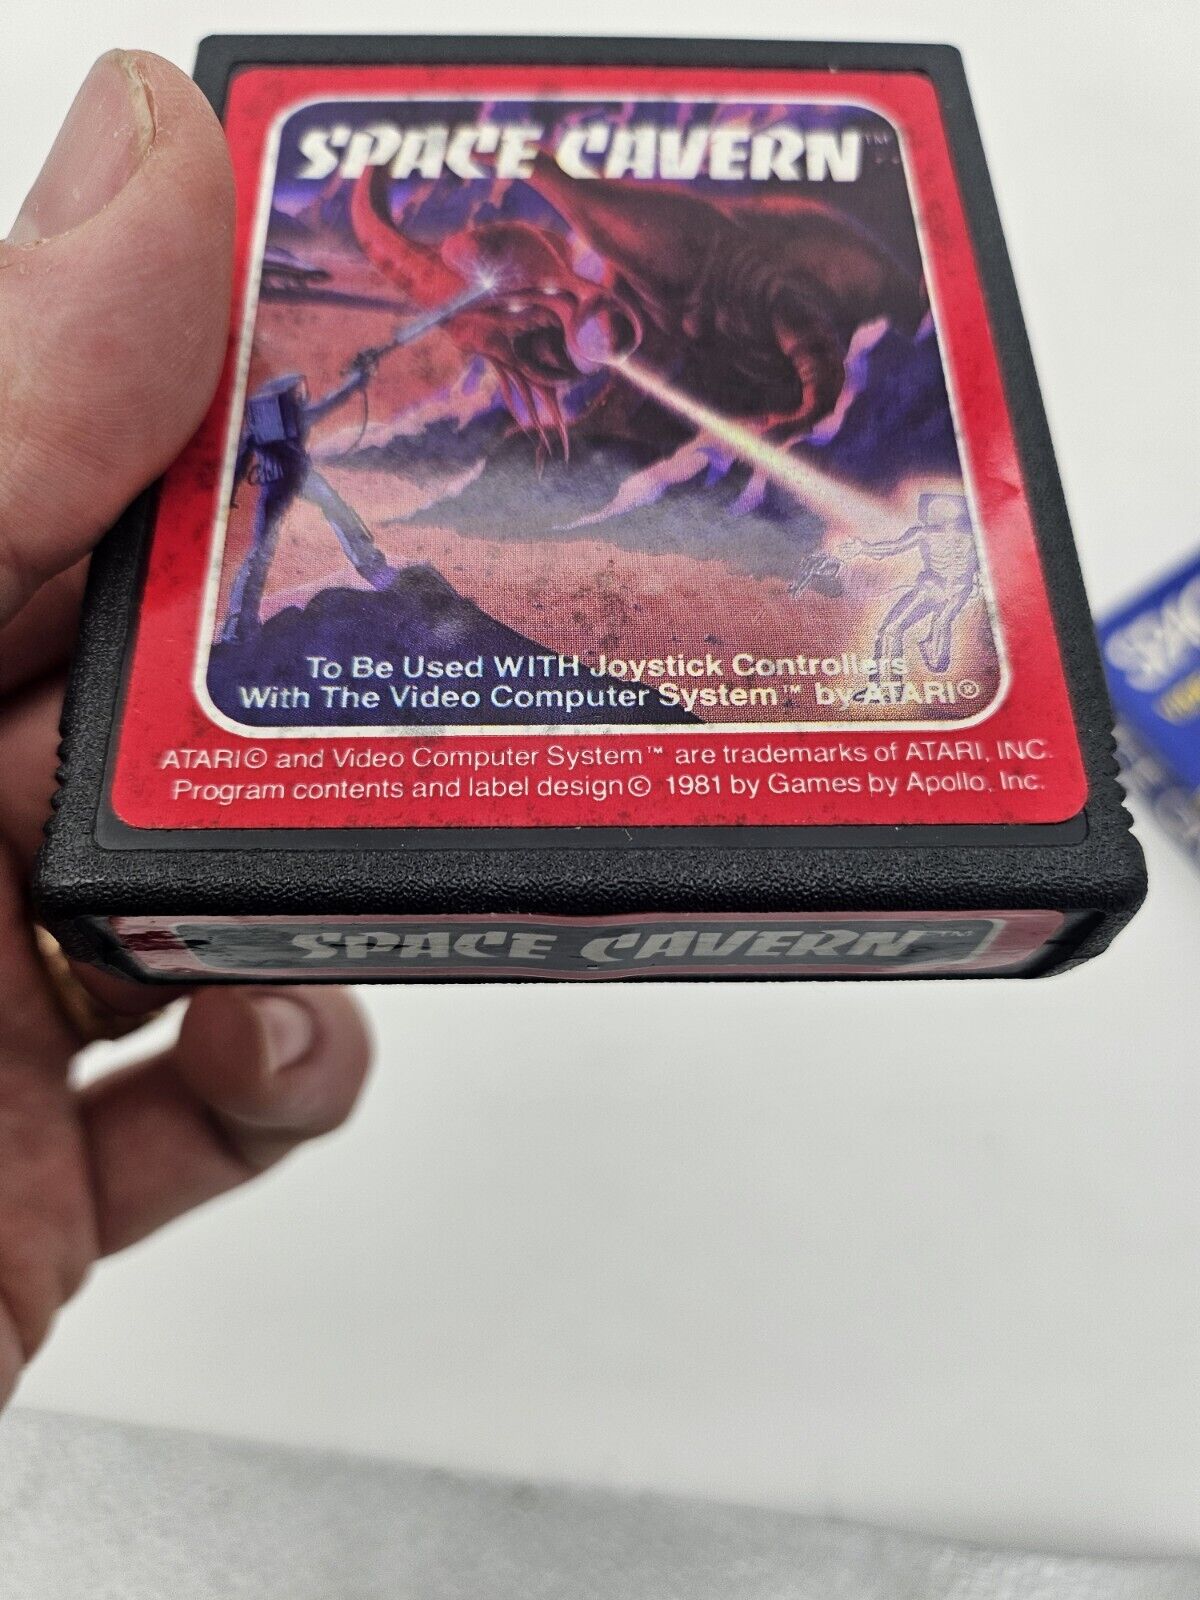 SPACE CAVERN™
To Be Used WITH Joystick Controllers
With The Video Computer System™ by ATARI®
ATARI© and Video Computer System™ are trademarks of ATARI, INC.
Program contents and label design© 1981 by Games by Apollo, Inc.
SPACE CAVERN™